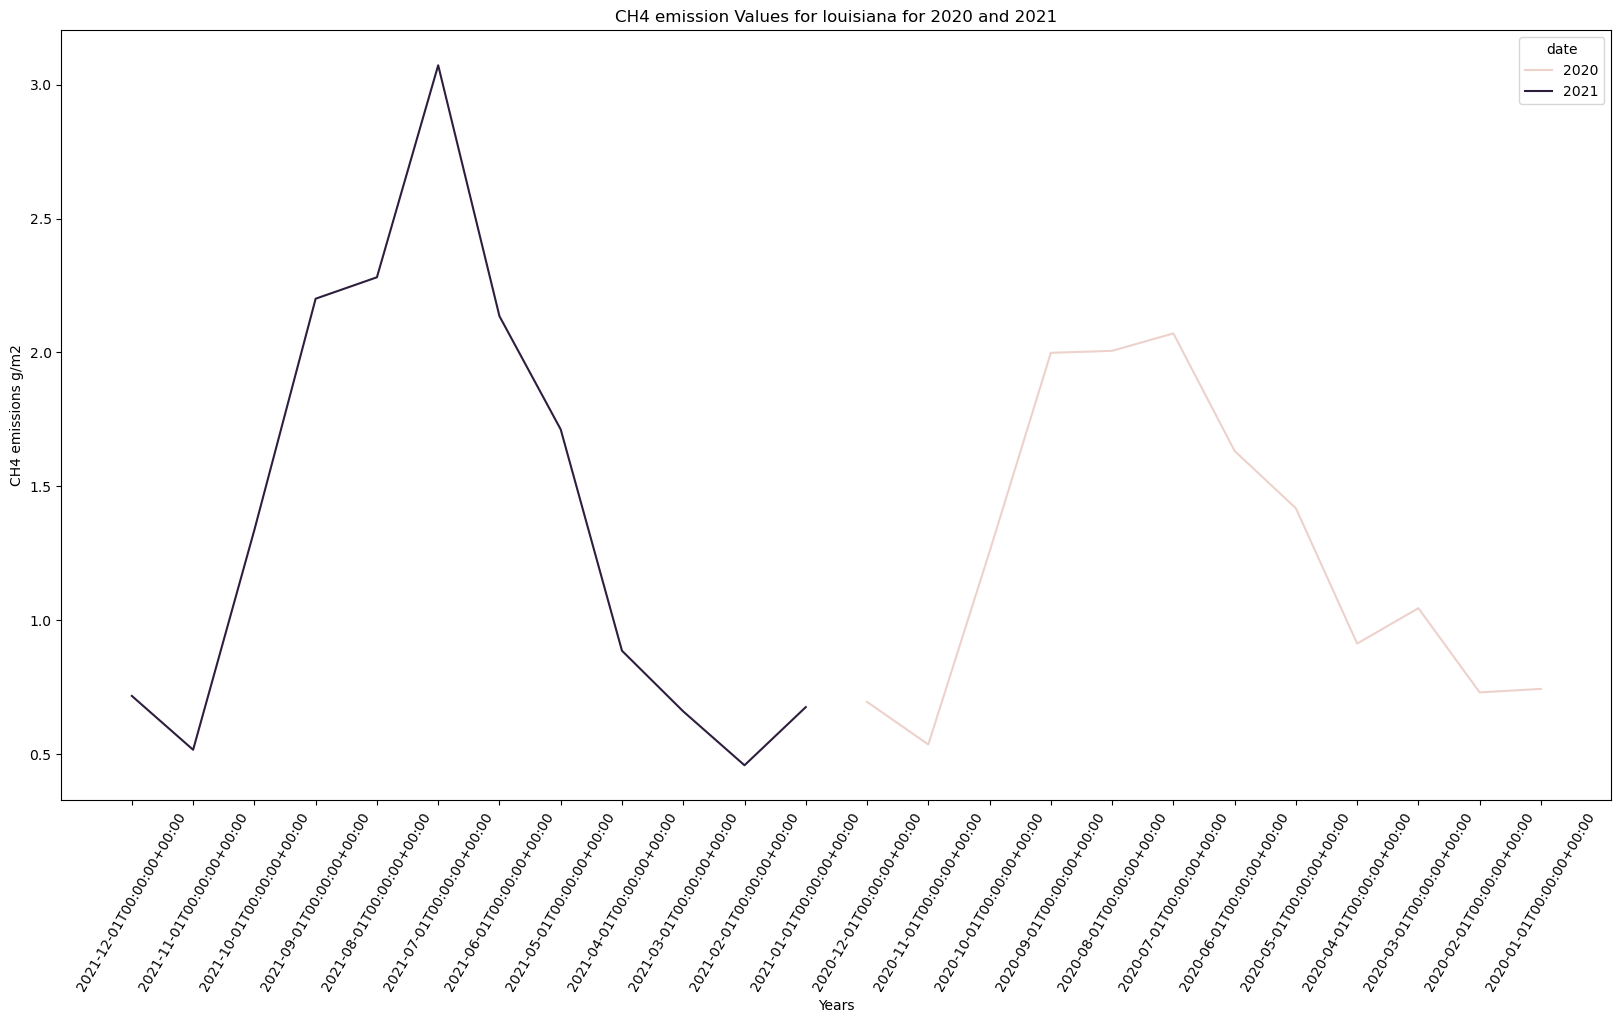 CH4 emission Values for louisiana for 2020 and 2021
date
2020
2021
CH4 emissions g/m2
3.0
2.5
2.0
1.5
1.0
0.5
2021-12-01T00:00:00+00:00
2021-11-01T00:00:00+00:00
2021-10-01T00:00:00+00:00
2021-09-01T00:00:00+00:00
2021-08-01T00:00:00+00:00
2021-07-01T00:00:00+00:00
2021-06-01T00:00:00+00:00
2021-05-01T00:00:00+00:00
2021-04-01T00:00:00+00:00
2021-03-01T00:00:00+00:00
2021-02-01T00:00:00+00:00
2021-01-01T00:00:00+00:00
2020-12-01T00:00:00+00:00
2020-11-01T00:00:00+00:00
2020-10-01T00:00:00+00:00
2020-09-01T00:00:00+00:00
2020-08-01T00:00:00+00:00
2020-07-01T00:00:00+00:00
2020-06-01T00:00:00+00:00
2020-05-01T00:00:00+00:00
2020-04-01T00:00:00+00:00
2020-03-01T00:00:00+00:00
2020-02-01T00:00:00+00:00
2020-01-01T00:00:00+00:00
Years